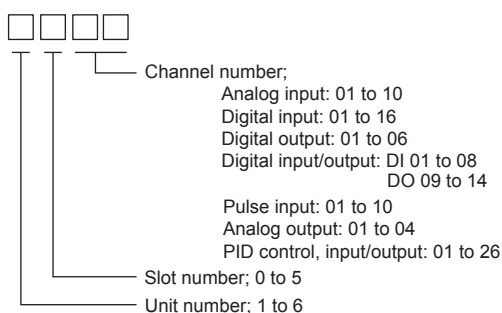 Channel number;
Analog input: 01 to 10
Digital input: 01 to 16
Digital output: 01 to 06
Digital input/output: DI 01 to 08
DO 09 to 14
Pulse input: 01 to 10
Analog output: 01 to 04
PID control, input/output: 01 to 26
Slot number; 0 to 5
Unit number; 1 to 6